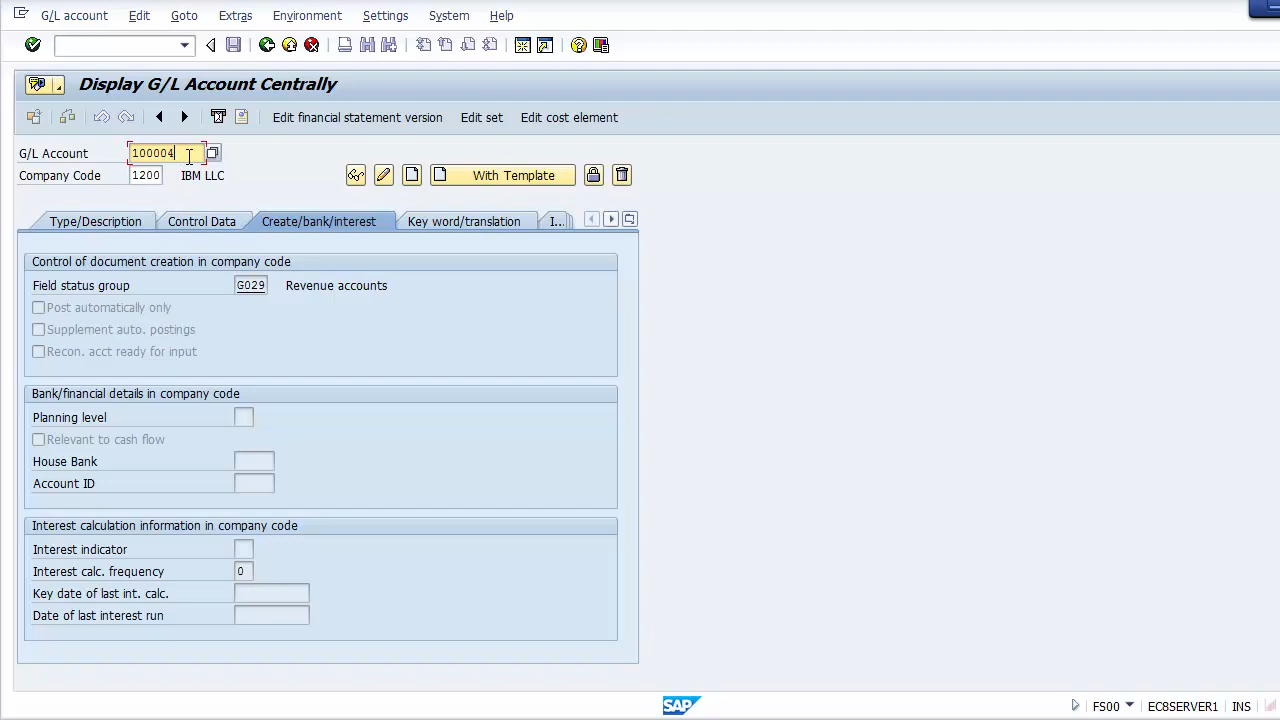 G/L account Edit Goto Extras Environment Settings System Help
Display G/L Account Centrally
Edit financial statement version Edit set Edit cost element
G/L Account 100004
Company Code 1200 IBM LLC With Template
Type/Description Control Data Create/bank/interest Key word/translation I...
Control of document creation in company code
Field status group G029 Revenue accounts
Post automatically only
Supplement auto. postings
Recon. acct ready for input
Bank/financial details in company code
Planning level
Relevant to cash flow
House Bank
Account ID
Interest calculation information in company code
Interest indicator
Interest calc. frequency 0
Key date of last int. calc.
Date of last interest run
SAP FS00 EC8SERVER1 INS